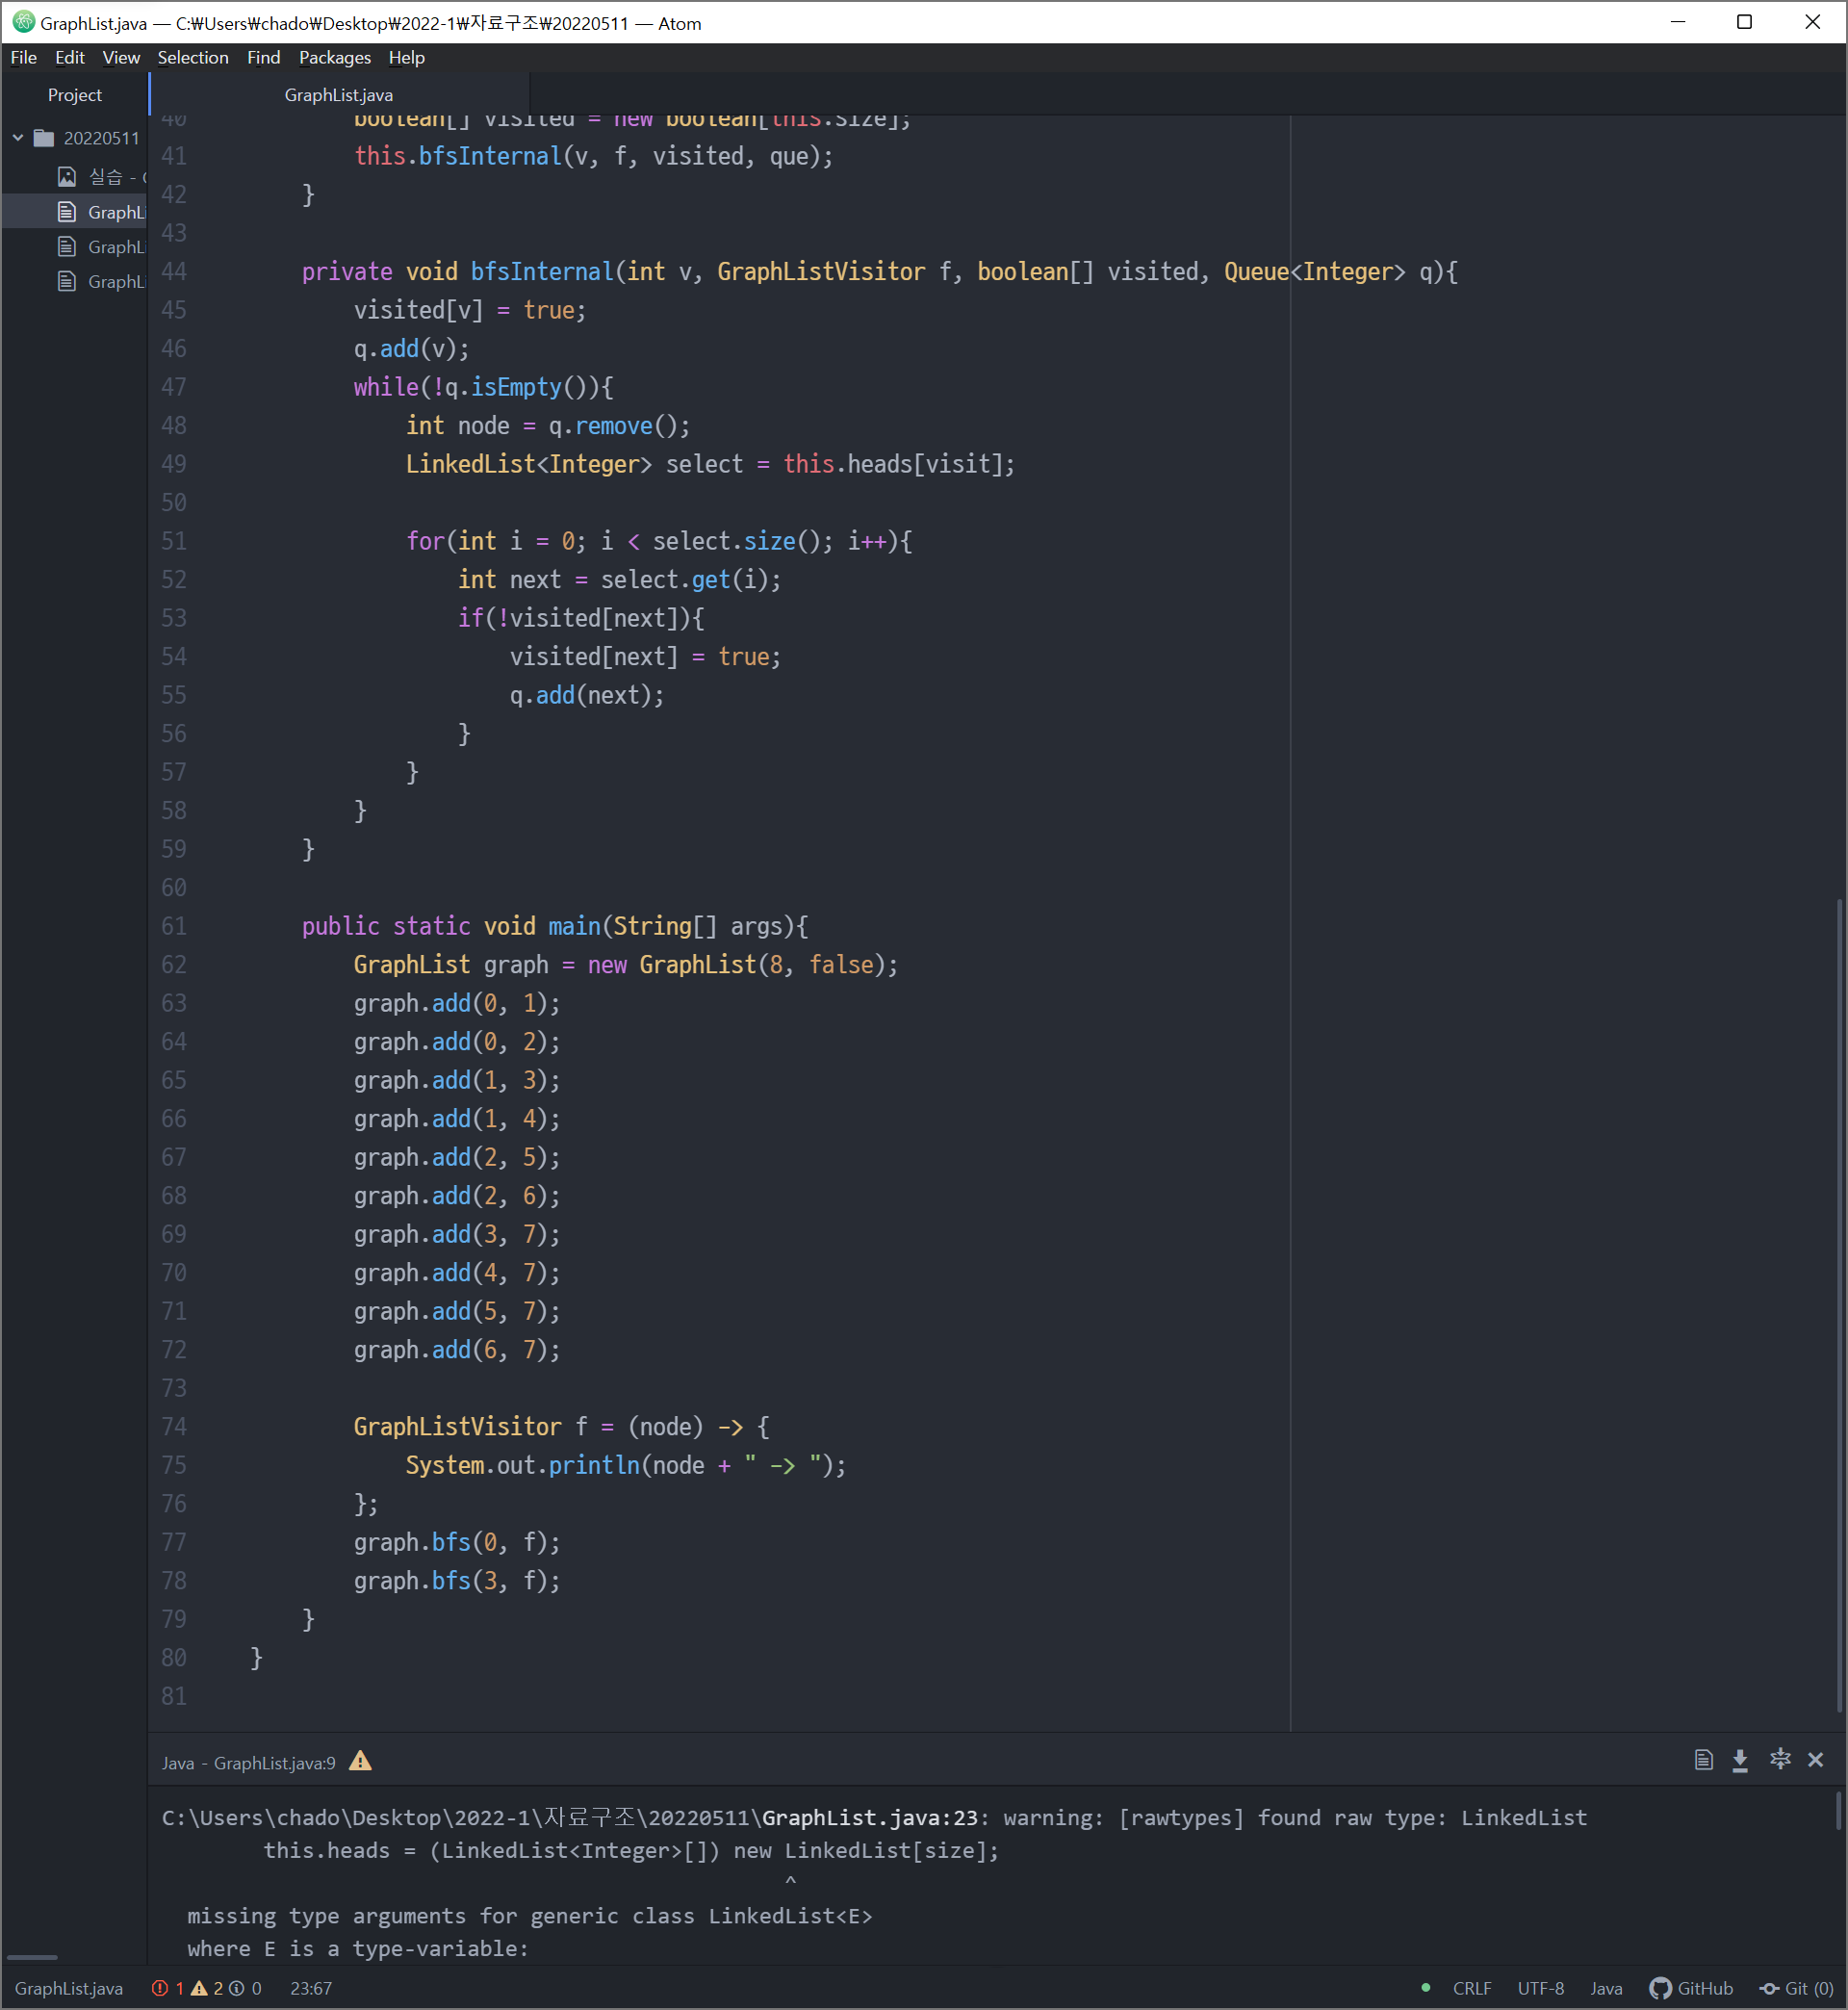 GraphList.java — C:₩Users₩chado₩Desktop₩2022-1₩자료구조₩20220511 — Atom
File Edit View Selection Find Packages Help
Project
GraphList.java
20220511
실습 -
GraphLi
GraphLi
GraphLi
40 boolean[] visited = new boolean[this.size];
41 this.bfsInternal(v, f, visited, que);
42 }
43
44 private void bfsInternal(int v, GraphListVisitor f, boolean[] visited, Queue<Integer> q){
45 visited[v] = true;
46 q.add(v);
47 while(!q.isEmpty()){
48 int node = q.remove();
49 LinkedList<Integer> select = this.heads[visit];
50
51 for(int i = 0; i < select.size(); i++){
52 int next = select.get(i);
53 if(!visited[next]){
54 visited[next] = true;
55 q.add(next);
56 }
57 }
58 }
59 }
60
61 public static void main(String[] args){
62 GraphList graph = new GraphList(8, false);
63 graph.add(0, 1);
64 graph.add(0, 2);
65 graph.add(1, 3);
66 graph.add(1, 4);
67 graph.add(2, 5);
68 graph.add(2, 6);
69 graph.add(3, 7);
70 graph.add(4, 7);
71 graph.add(5, 7);
72 graph.add(6, 7);
73
74 GraphListVisitor f = (node) -> {
75 System.out.println(node + " -> ");
76 };
77 graph.bfs(0, f);
78 graph.bfs(3, f);
79 }
80 }
81
Java - GraphList.java:9
C:\Users\chado\Desktop\2022-1\자료구조\20220511\GraphList.java:23: warning: [rawtypes] found raw type: LinkedList
this.heads = (LinkedList<Integer>[]) new LinkedList[size];
^
missing type arguments for generic class LinkedList<E>
where E is a type-variable:
GraphList.java 1 2 0 23:67 CRLF UTF-8 Java GitHub Git (0)